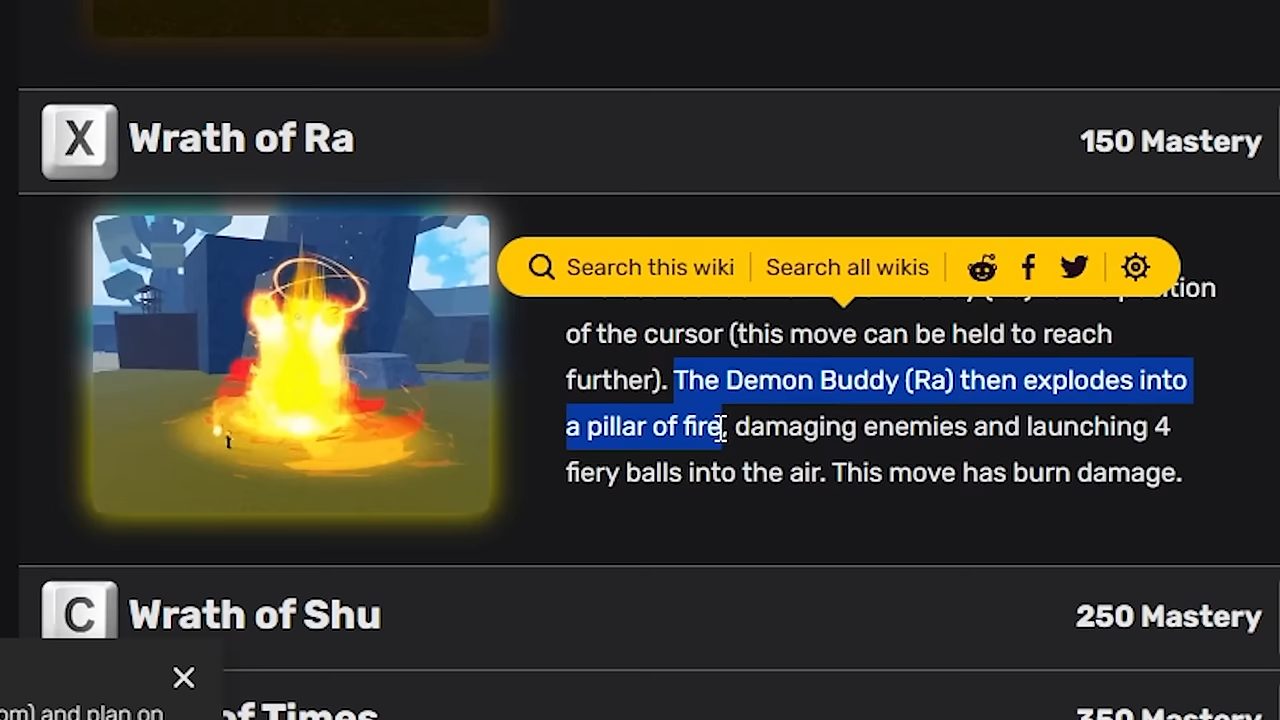 X Wrath of Ra 150 Mastery
Search this wiki Search all wikis
of the cursor (this move can be held to reach
further). The Demon Buddy (Ra) then explodes into
a pillar of fire, damaging enemies and launching 4
fiery balls into the air. This move has burn damage.
C Wrath of Shu 250 Mastery
and plan on
of Times 350 Mastery